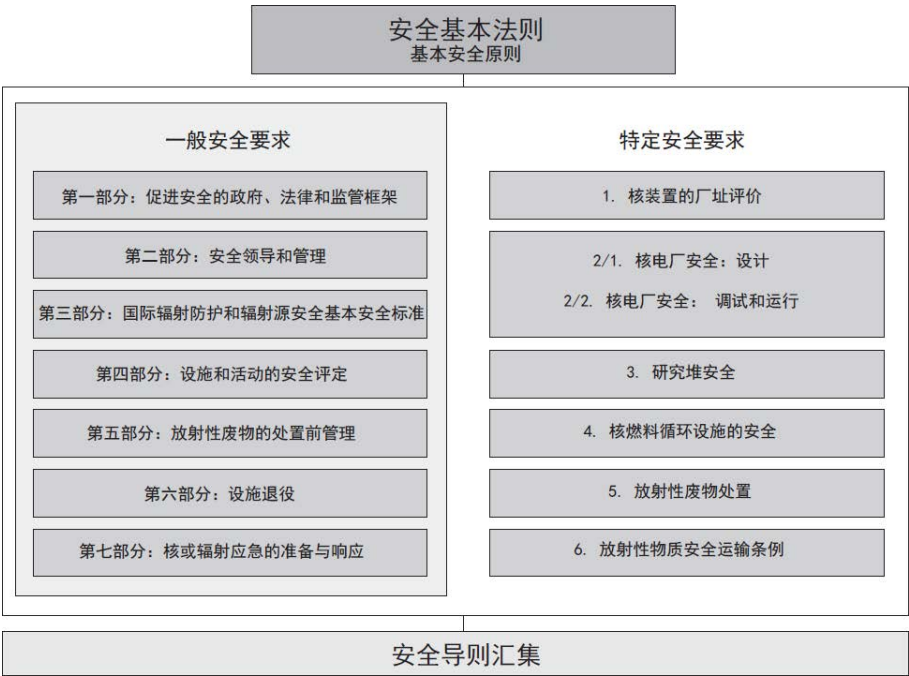 安全基本法则
基本安全原则
一般安全要求
第一部分：促进安全的政府、法律和监管框架
第二部分：安全领导和管理
第三部分：国际辐射防护和辐射源安全基本安全标准
第四部分：设施和活动的安全评定
第五部分：放射性废物的处置前管理
第六部分：设施退役
第七部分：核或辐射应急的准备与响应
特定安全要求
1. 核装置的厂址评价
2/1. 核电厂安全：设计
2/2. 核电厂安全： 调试和运行
3. 研究堆安全
4. 核燃料循环设施的安全
5. 放射性废物处置
6. 放射性物质安全运输条例
安全导则汇集